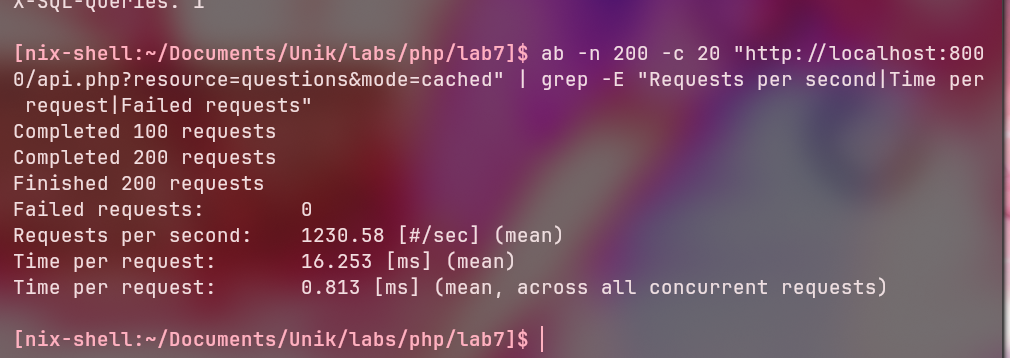 X-SQL-Queries: 1
[nix-shell:~/Documents/Unik/labs/php/lab7]$ ab -n 200 -c 20 "http://localhost:800
0/api.php?resource=questions&mode=cached" | grep -E "Requests per second|Time per
 request|Failed requests"
Completed 100 requests
Completed 200 requests
Finished 200 requests
Failed requests:        0
Requests per second:    1230.58 [#/sec] (mean)
Time per request:       16.253 [ms] (mean)
Time per request:       0.813 [ms] (mean, across all concurrent requests)
[nix-shell:~/Documents/Unik/labs/php/lab7]$